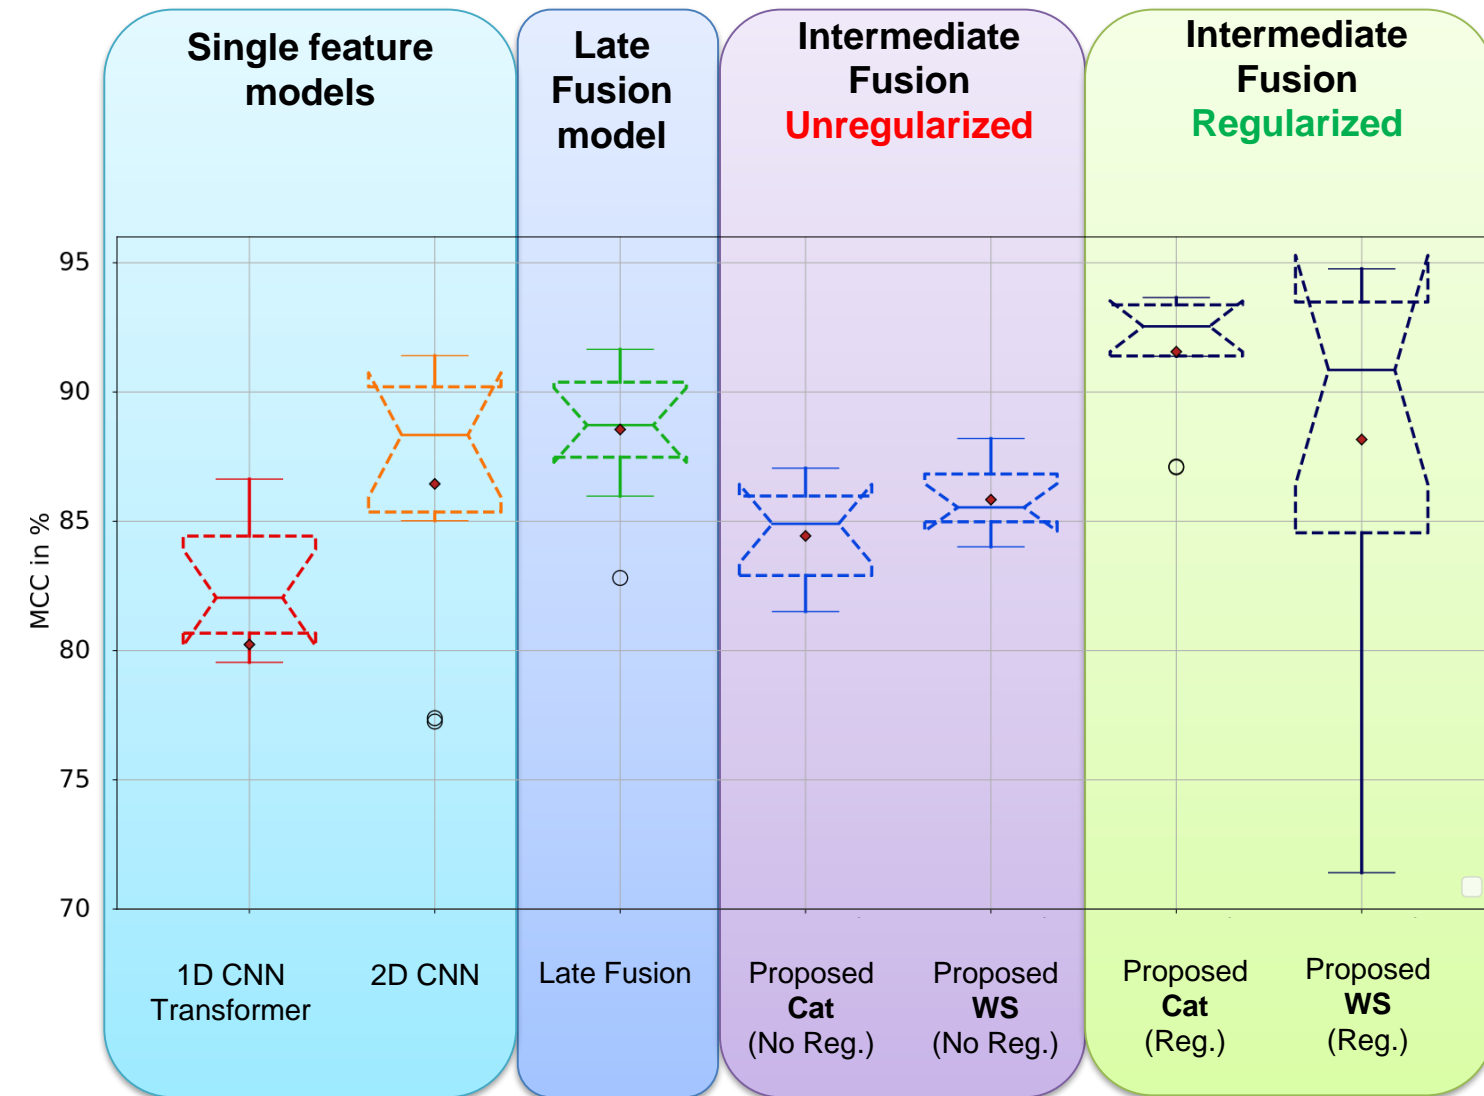 Single feature
models
Late
Fusion
model
Intermediate
Fusion
Unregularized
Intermediate
Fusion
Regularized
95
90
85
80
75
70
MCC in %
1D CNN
Transformer
2D CNN
Late Fusion
Proposed
Cat
(No Reg.)
Proposed
WS
(No Reg.)
Proposed
Cat
(Reg.)
Proposed
WS
(Reg.)